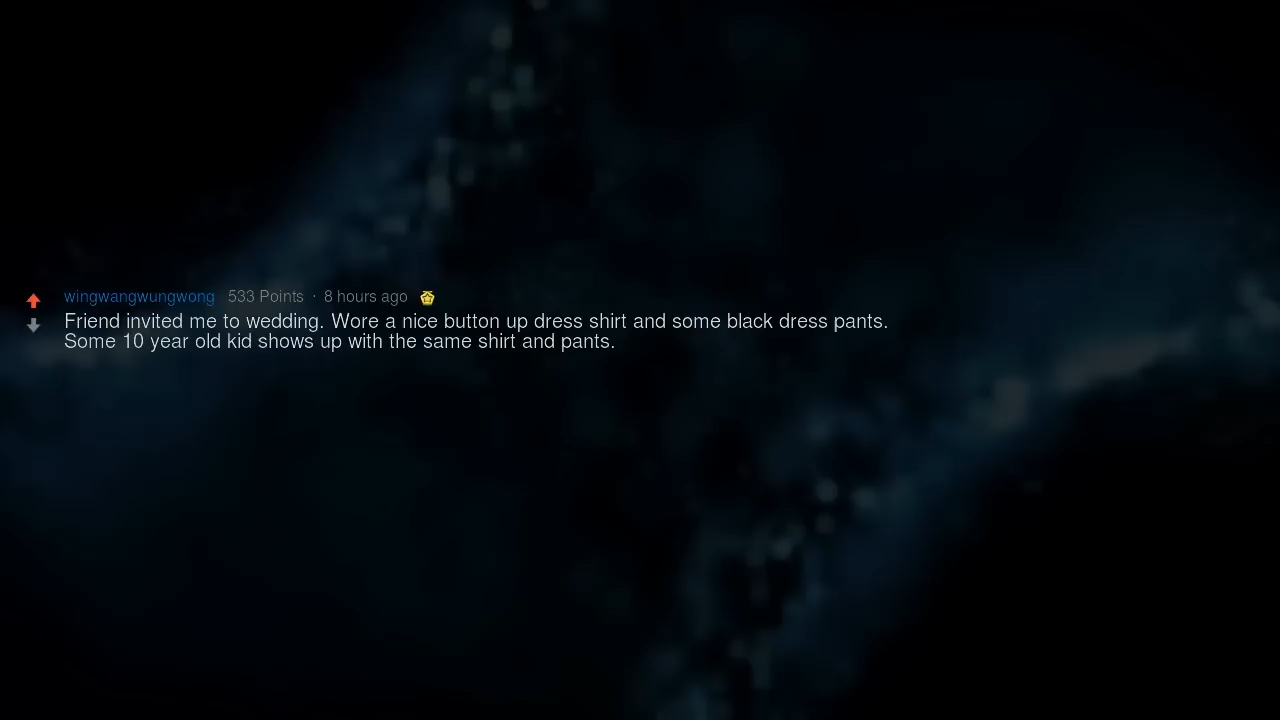 wingwangwungwong 533 Points · 8 hours ago
Friend invited me to wedding. Wore a nice button up dress shirt and some black dress pants.
Some 10 year old kid shows up with the same shirt and pants.